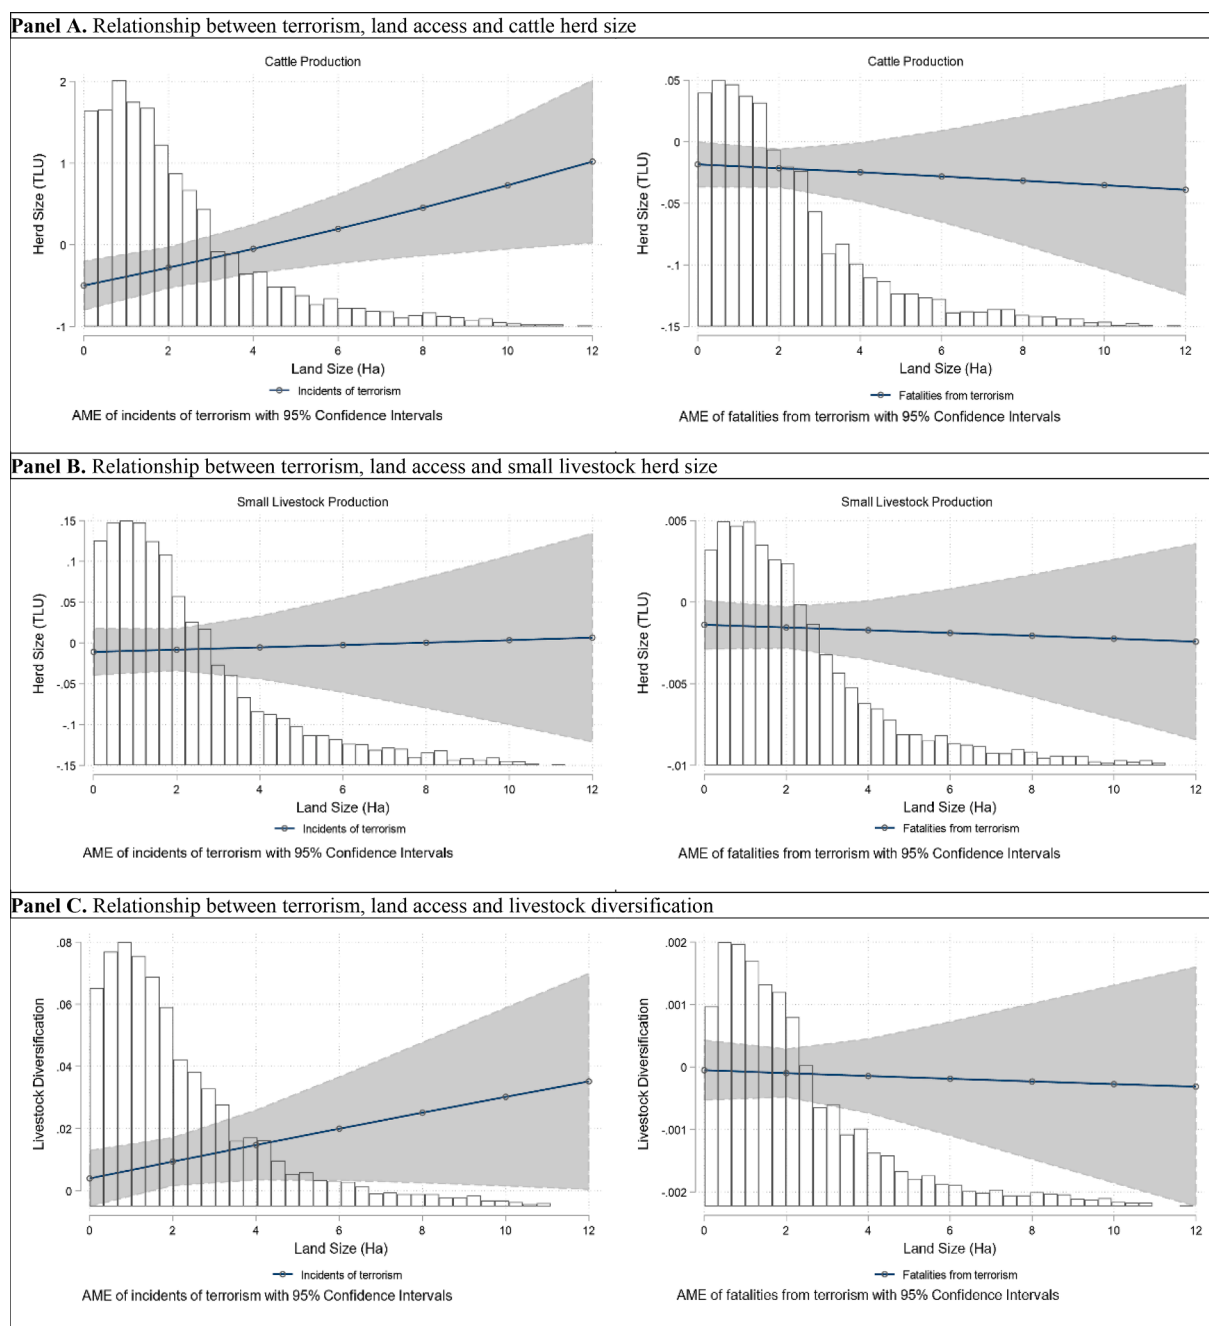 Panel A. Relationship between terrorism, land access and cattle herd size
Cattle Production
2
1
0
-1
Herd Size (TLU)
0 2 4 6 8 10 12
Land Size (Ha)
Incidents of terrorism
AME of incidents of terrorism with 95% Confidence Intervals
Cattle Production
.05
0
-.05
-.1
-.15
Herd Size (TLU)
0 2 4 6 8 10 12
Land Size (Ha)
Fatalities from terrorism
AME of fatalities from terrorism with 95% Confidence Intervals
Panel B. Relationship between terrorism, land access and small livestock herd size
Small Livestock Production
.15
.1
.05
0
-.05
-.1
-.15
Herd Size (TLU)
0 2 4 6 8 10 12
Land Size (Ha)
Incidents of terrorism
AME of incidents of terrorism with 95% Confidence Intervals
Small Livestock Production
.005
0
-.005
-.01
Herd Size (TLU)
0 2 4 6 8 10 12
Land Size (Ha)
Fatalities from terrorism
AME of fatalities from terrorism with 95% Confidence Intervals
Panel C. Relationship between terrorism, land access and livestock diversification
.08
.06
.04
.02
0
Livestock Diversification
0 2 4 6 8 10 12
Land Size (Ha)
Incidents of terrorism
AME of incidents of terrorism with 95% Confidence Intervals
.002
.001
0
-.001
-.002
Livestock Diversification
0 2 4 6 8 10 12
Land Size (Ha)
Fatalities from terrorism
AME of fatalities from terrorism with 95% Confidence Intervals